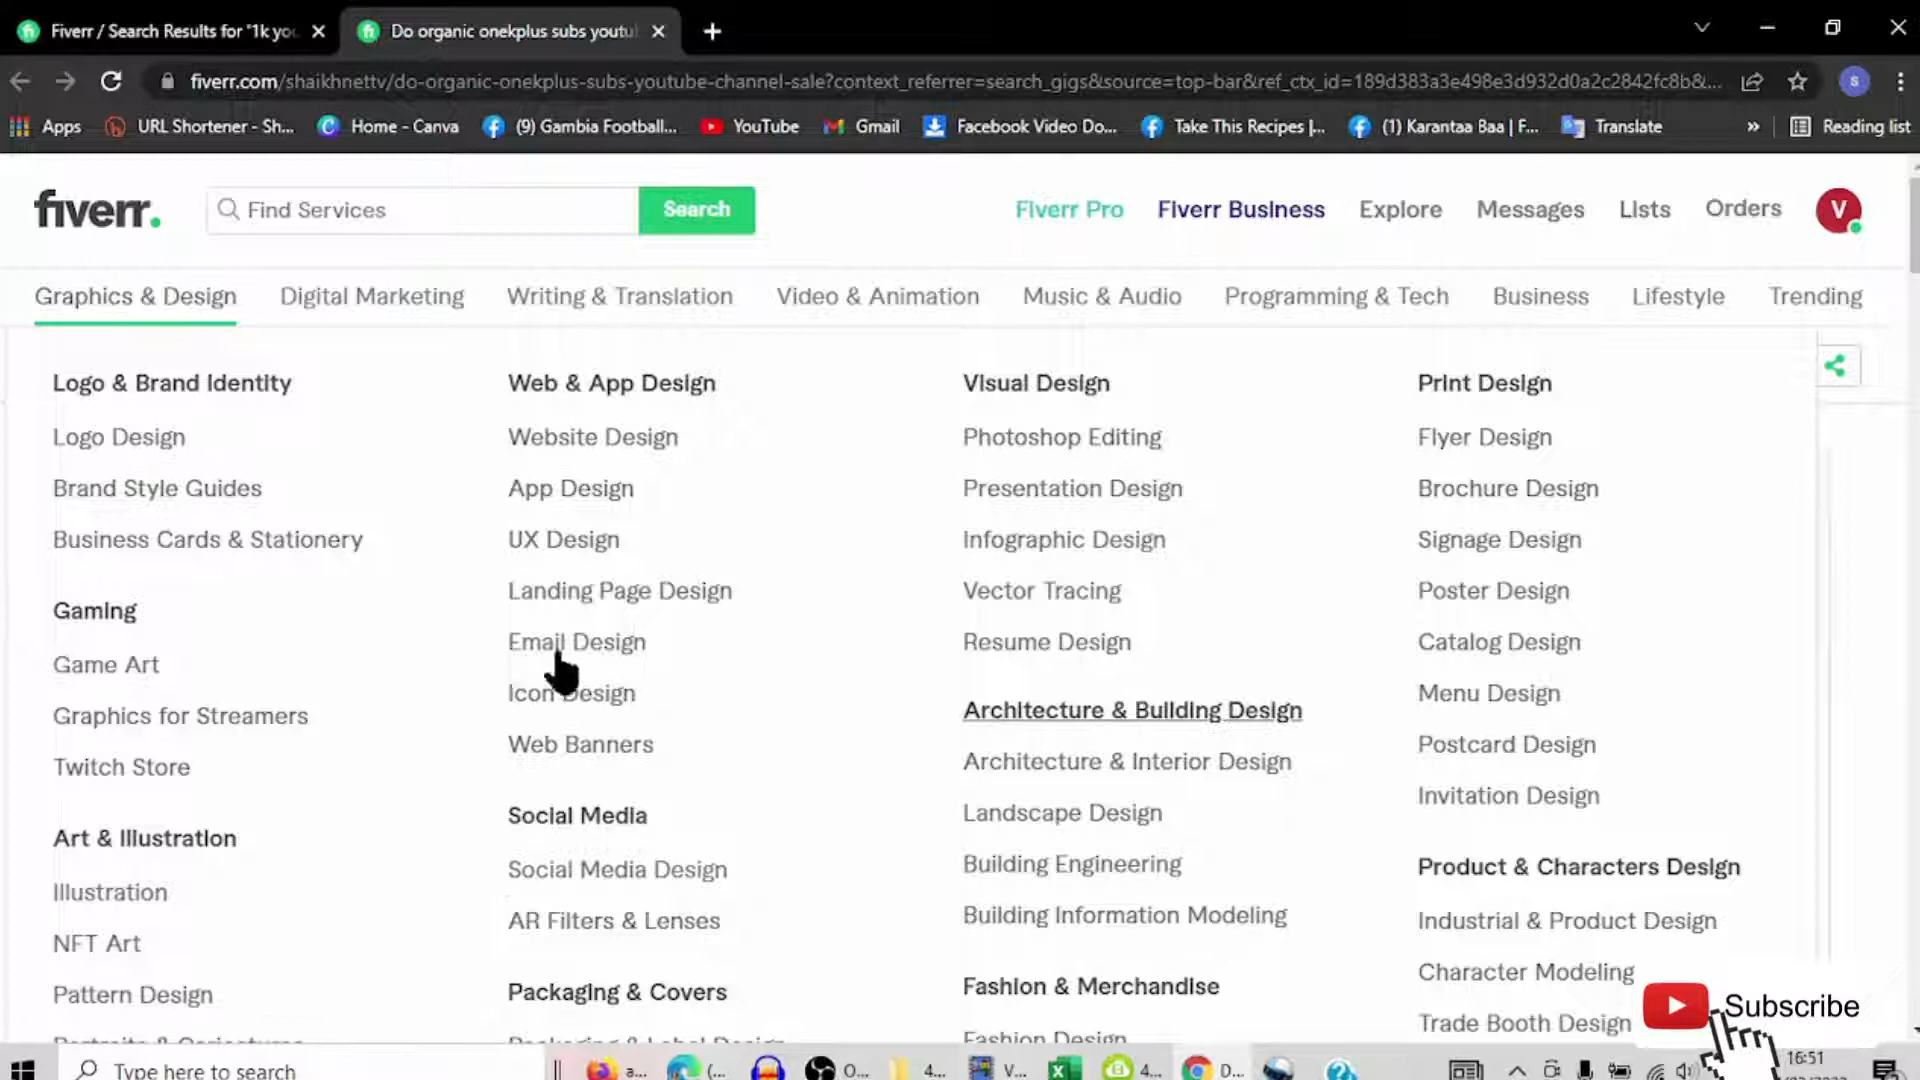 Fiverr / Search Results for "1k yo
Do organic onekplus subs youtu
fiverr.com/shaikhnettv/do-organic-onekplus-subs-youtube-channel-sale?context_referrer=search_gigs&source=top-bar&ref_ctx_id=189d383a3e498e3d932d0a2c2842fc8b&...
S
Apps
URL Shortener - Sh...
Home - Canva
(9) Gambia Football...
YouTube
Gmail
Facebook Video Do...
Take This Recipes |...
(1) Karantaa Baa | F...
Translate
»
Reading list
fiverr.
Find Services
Search
Fiverr Pro
Fiverr Business
Explore
Messages
Lists
Orders
V
Graphics & Design
Digital Marketing
Writing & Translation
Video & Animation
Music & Audio
Programming & Tech
Business
Lifestyle
Trending
Logo & Brand Identity
Logo Design
Brand Style Guides
Business Cards & Stationery
Gaming
Game Art
Graphics for Streamers
Twitch Store
Art & Illustration
Illustration
NFT Art
Pattern Design
Web & App Design
Website Design
App Design
UX Design
Landing Page Design
Email Design
Icon Design
Web Banners
Social Media
Social Media Design
AR Filters & Lenses
Packaging & Covers
Packaging & Label Design
Visual Design
Photoshop Editing
Presentation Design
Infographic Design
Vector Tracing
Resume Design
Architecture & Building Design
Architecture & Interior Design
Landscape Design
Building Engineering
Building Information Modeling
Fashion & Merchandise
Fashion Design
Print Design
Flyer Design
Brochure Design
Signage Design
Poster Design
Catalog Design
Menu Design
Postcard Design
Invitation Design
Product & Characters Design
Industrial & Product Design
Character Modeling
Trade Booth Design
Subscribe
Type here to search
a...
(...
O...
4...
V...
4...
D...
16:51